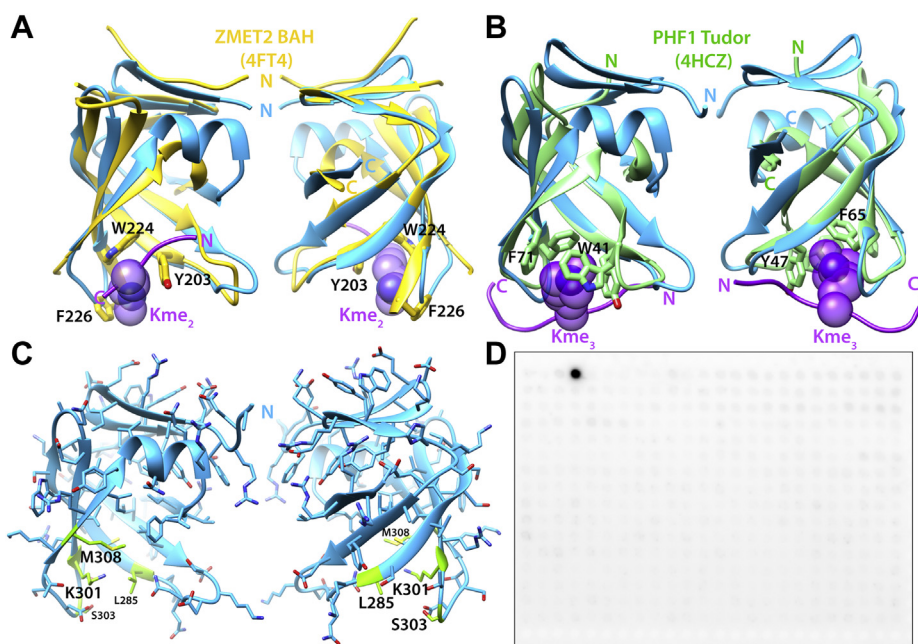 A
ZMET2 BAH
(4FT4)
N
N
C
C
W224
N
Y203
F226
Kme2
W224
Y203
F226
B
PHF1 Tudor
(4HCZ)
N
N
N
C
C
F71
W41
C
N
Kme3
F65
Y47
N
C
Kme3
C
N
M308
K301
L285
S303
M308
L285
K301
S303
D